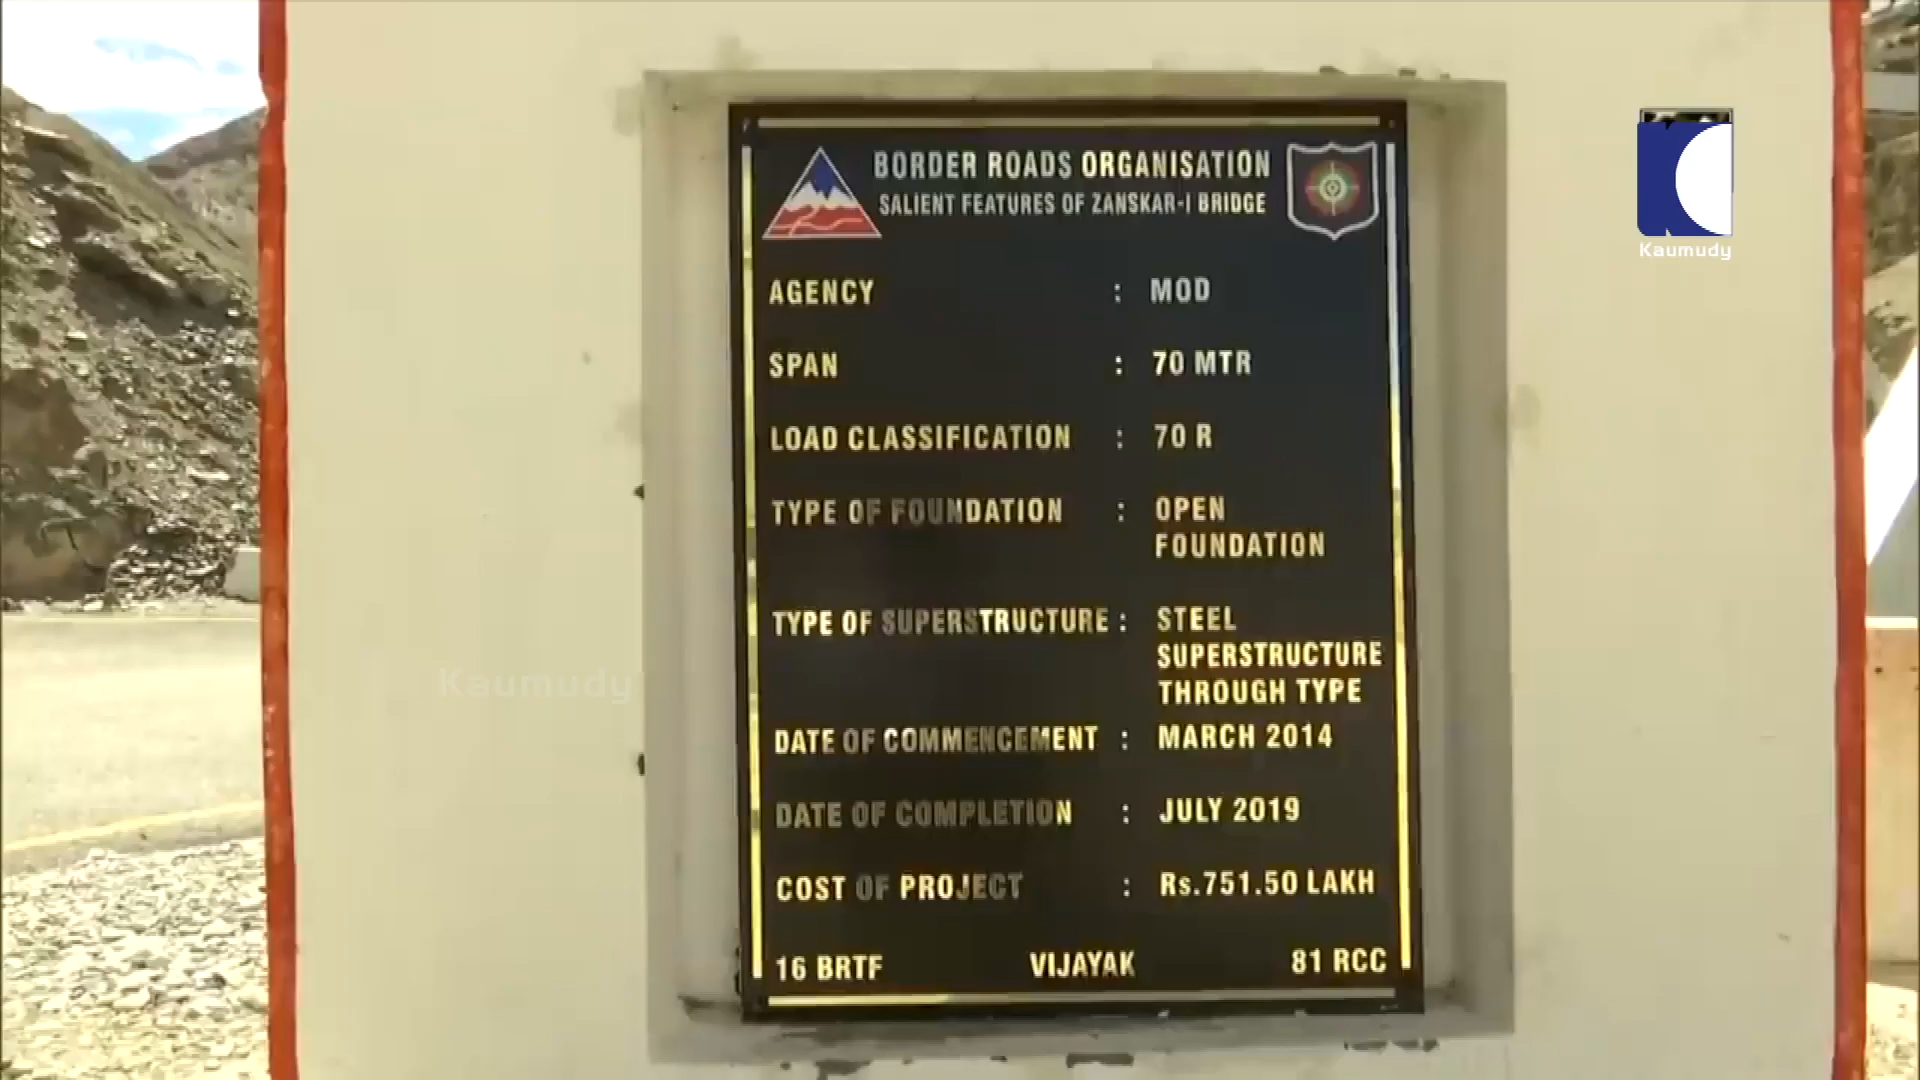 BORDER ROADS ORGANISATION
SALIENT FEATURES OF ZANSKAR-I BRIDGE
AGENCY : MOD
SPAN : 70 MTR
LOAD CLASSIFICATION : 70 R
TYPE OF FOUNDATION : OPEN
FOUNDATION
TYPE OF SUPERSTRUCTURE : STEEL
SUPERSTRUCTURE
THROUGH TYPE
DATE OF COMMENCEMENT : MARCH 2014
DATE OF COMPLETION : JULY 2019
COST OF PROJECT : Rs.751.50 LAKH
16 BRTF VIJAYAK 81 RCC
Kaumudy
Kaumudy